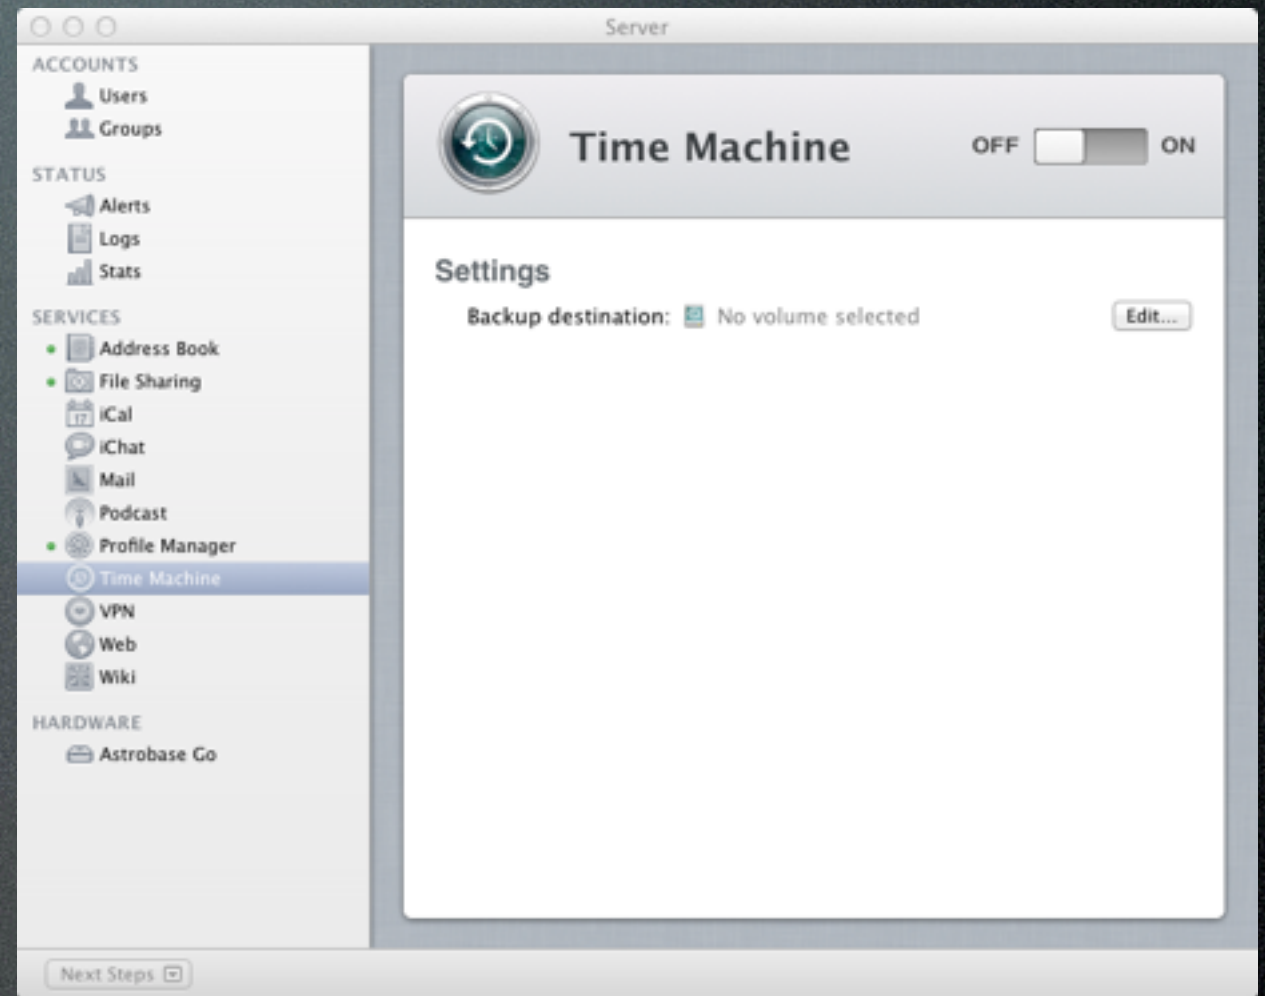 Server
ACCOUNTS
Users
Groups
STATUS
Alerts
Logs
Stats
SERVICES
Address Book
File Sharing
17
iCal
iChat
Mail
Podcast
Profile Manager
Time Machine
VPN
Web
Wiki
HARDWARE
Astrobase Go
Next Steps
Time Machine
OFF
ON
Settings
Backup destination: No volume selected
Edit...